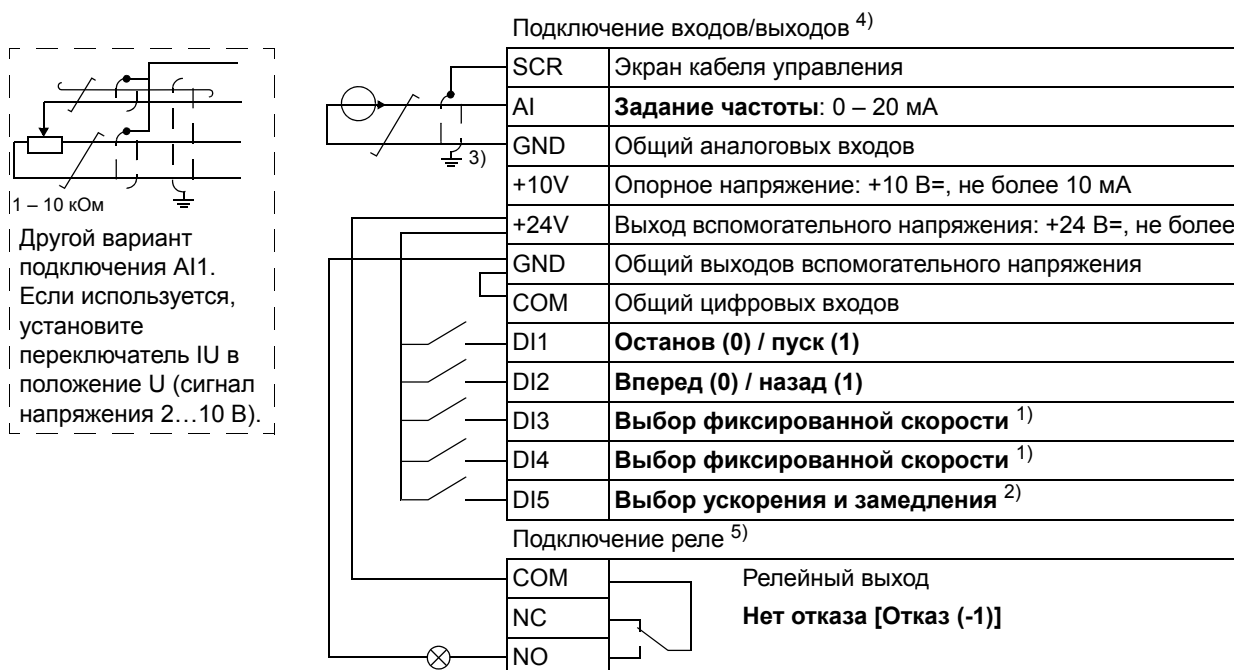 Подключение входов/выходов 4)
SCR Экран кабеля управления
AI Задание частоты: 0 – 20 мА
GND Общий аналоговых входов
3)
+10V Опорное напряжение: +10 В=, не более 10 мА
1 – 10 кОм
+24V Выход вспомогательного напряжения: +24 В=, не более
GND Общий выходов вспомогательного напряжения
COM Общий цифровых входов
DI1 Останов (0) / пуск (1)
DI2 Вперед (0) / назад (1)
DI3 Выбор фиксированной скорости 1)
DI4 Выбор фиксированной скорости 1)
DI5 Выбор ускорения и замедления 2)
Другой вариант
подключения AI1.
Если используется,
установите
переключатель IU в
положение U (сигнал
напряжения 2…10 В).
Подключение реле 5)
COM Релейный выход
NC Нет отказа [Отказ (-1)]
NO